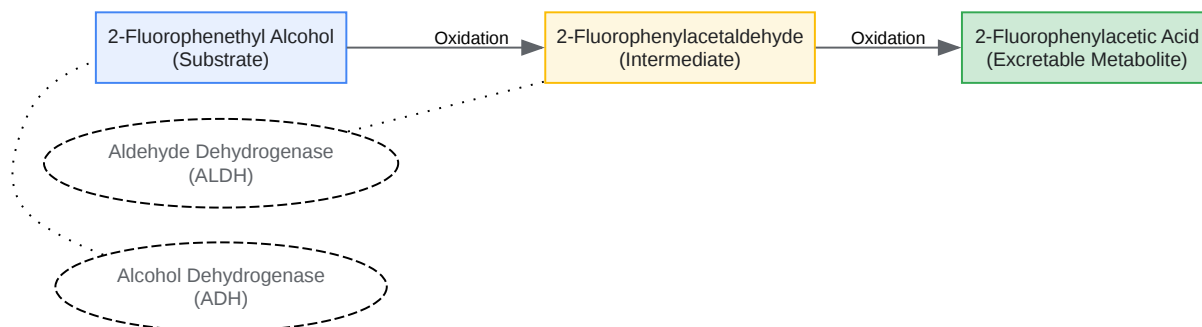 2-Fluorophenethyl Alcohol
(Substrate)
Oxidation
2-Fluorophenylacetaldehyde
(Intermediate)
Oxidation
2-Fluorophenylacetic Acid
(Excretable Metabolite)
Aldehyde Dehydrogenase
(ALDH)
Alcohol Dehydrogenase
(ADH)